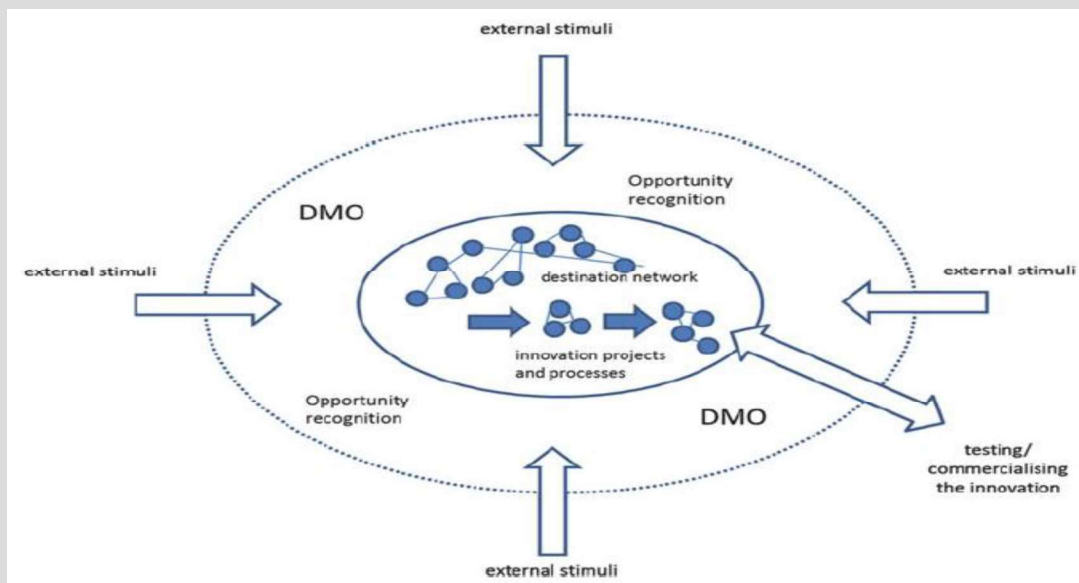 external stimuli
Opportunity
recognition
DMO
external stimuli
external stimuli
destination network
innovation projects
and processes
Opportunity
recognition
DMO
testing/
commercialising
the innovation
external stimuli